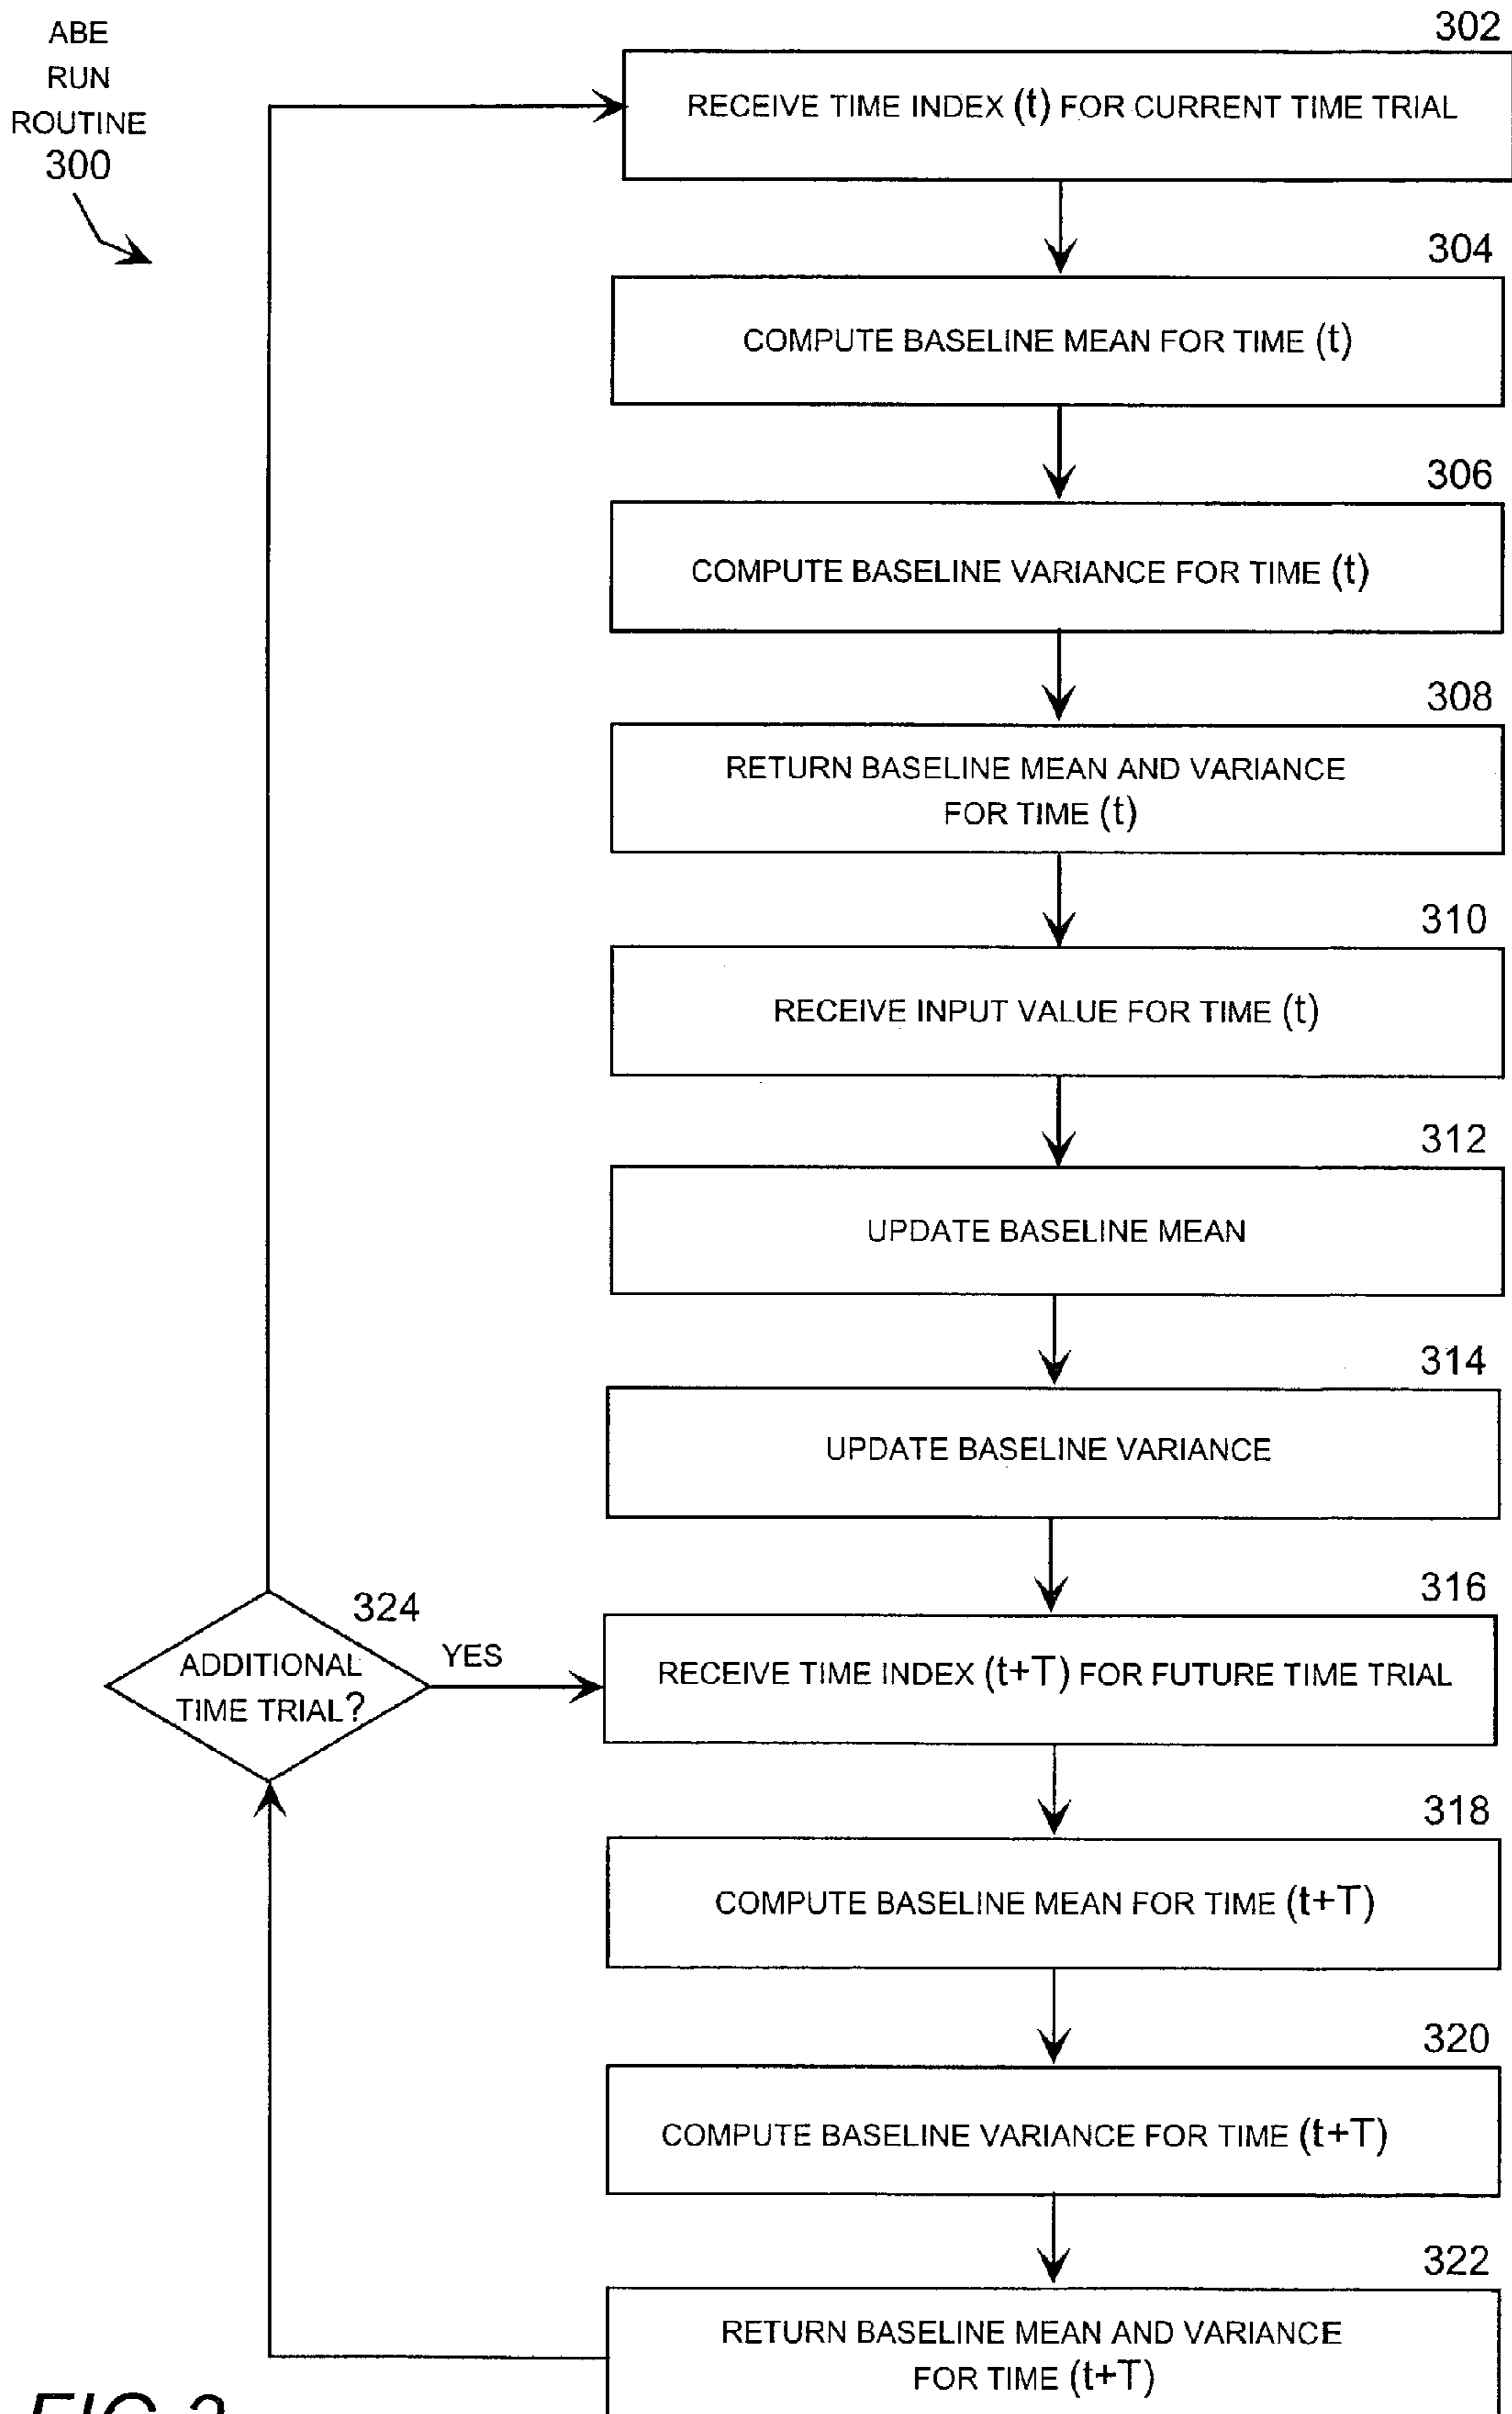 ABE
RUN
ROUTINE
300
302
RECEIVE TIME INDEX (t) FOR CURRENT TIME TRIAL
304
COMPUTE BASELINE MEAN FOR TIME (t)
306
COMPUTE BASELINE VARIANCE FOR TIME (t)
308
RETURN BASELINE MEAN AND VARIANCE
FOR TIME (t)
310
RECEIVE INPUT VALUE FOR TIME (t)
312
UPDATE BASELINE MEAN
314
UPDATE BASELINE VARIANCE
324
ADDITIONAL
TIME TRIAL?
YES
316
RECEIVE TIME INDEX (t+T) FOR FUTURE TIME TRIAL
318
COMPUTE BASELINE MEAN FOR TIME (t+T)
320
COMPUTE BASELINE VARIANCE FOR TIME (t+T)
322
RETURN BASELINE MEAN AND VARIANCE
FOR TIME (t+T)